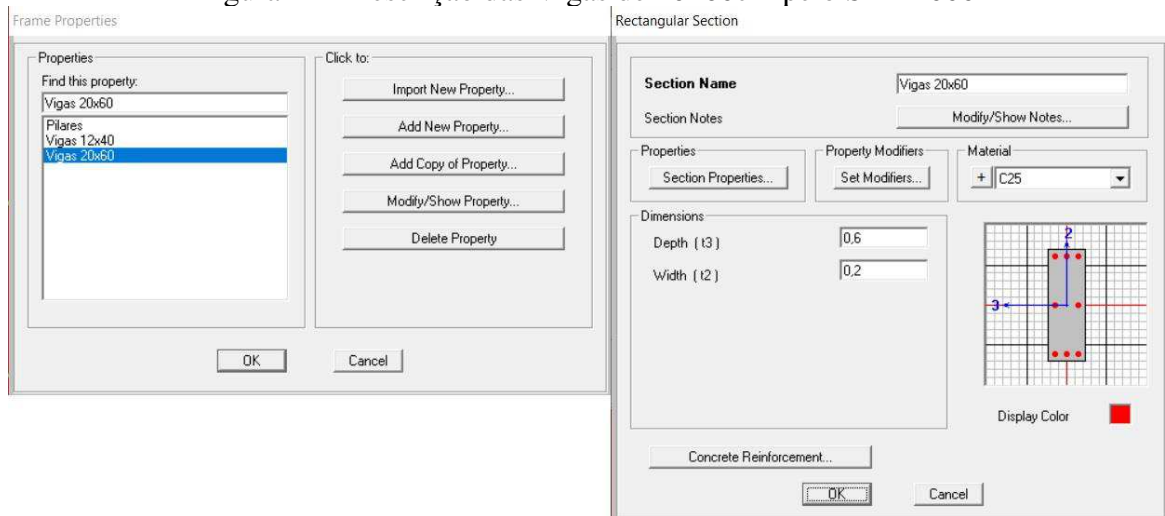 Frame Properties
Properties
Find this property:
Vigas 20x60
Pilares
Vigas 12x40
Vigas 20x60
Click to:
Import New Property...
Add New Property...
Add Copy of Property...
Modify/Show Property...
Delete Property
OK
Cancel
Rectangular Section
Section Name
Vigas 20x60
Section Notes
Modify/Show Notes...
Properties
Section Properties...
Property Modifiers
Set Modifiers...
Material
+ C25
Dimensions
Depth ( t3 )
0,6
Width ( t2 )
0,2
2
3
Display Color
Concrete Reinforcement...
OK
Cancel